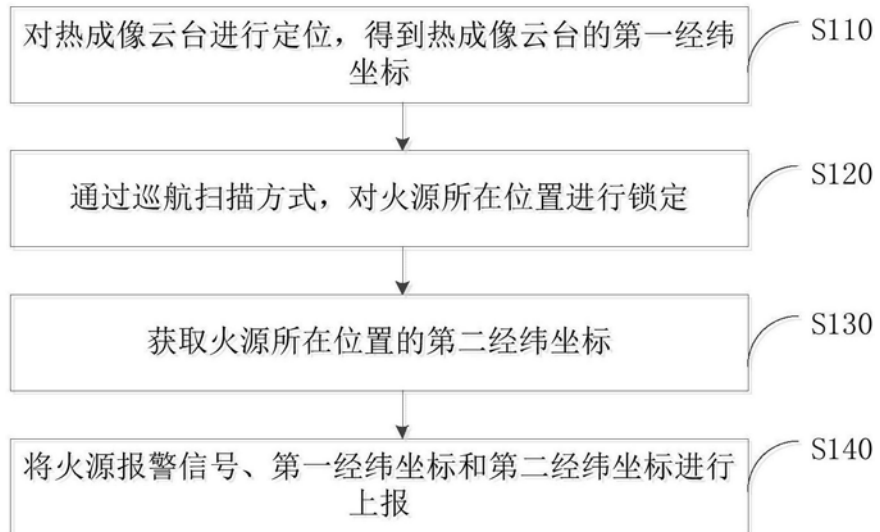 对热成像云台进行定位，得到热成像云台的第一经纬
坐标
S110
通过巡航扫描方式，对火源所在位置进行锁定
S120
获取火源所在位置的第二经纬坐标
S130
将火源报警信号、第一经纬坐标和第二经纬坐标进行
上报
S140